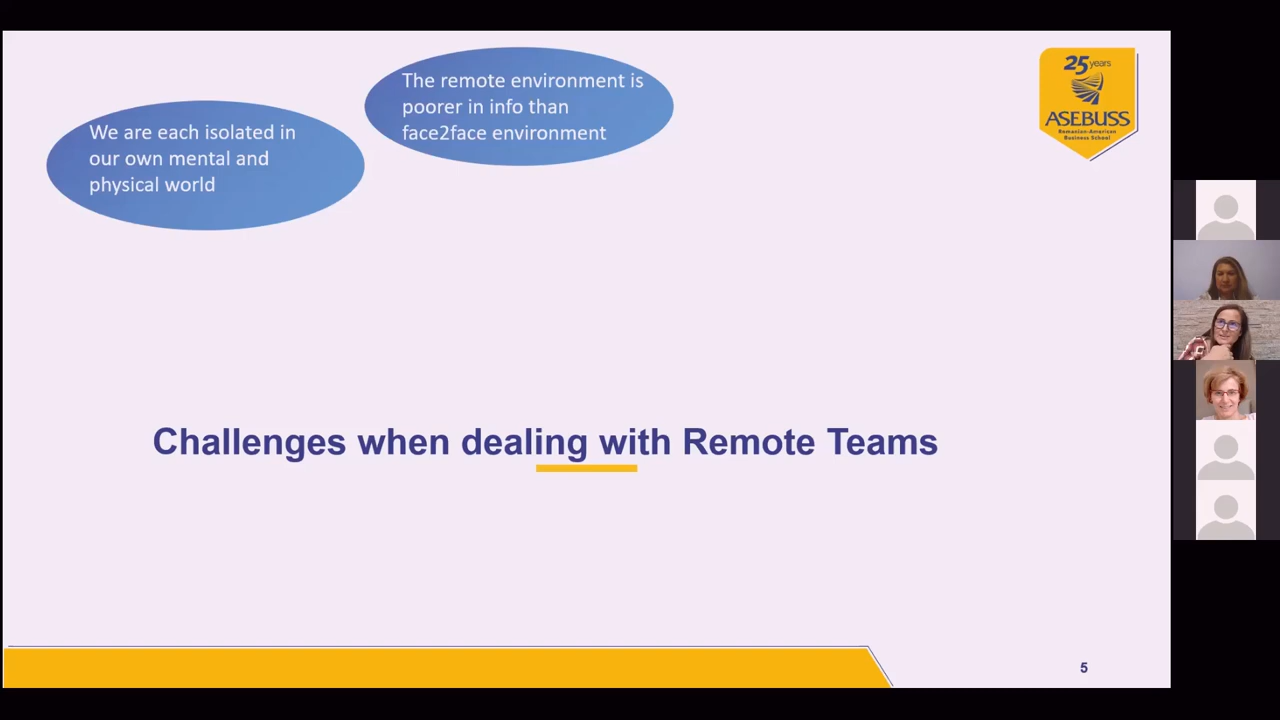 The remote environment is
poorer in info than
face2face environment
We are each isolated in
our own mental and
physical world
25 years
ASEBUSS
Romanian-American
Business School
Challenges when dealing with Remote Teams
5